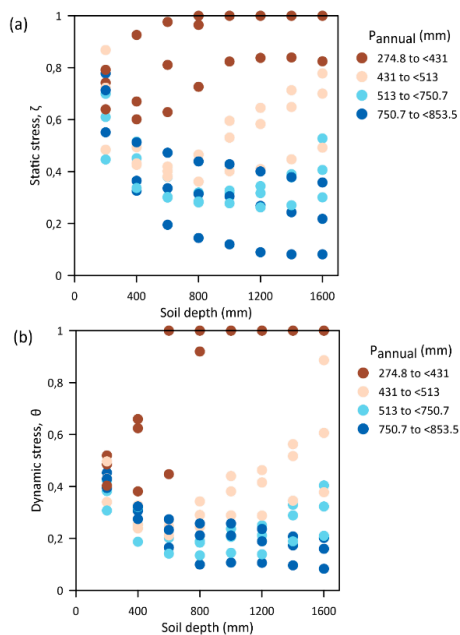 (a)
Static stress, ζ
1
0,8
0,6
0,4
0,2
0
0
400
800
1200
1600
Soil depth (mm)
Pannual (mm)
274.8 to <431
431 to <513
513 to <750.7
750.7 to <853.5
(b)
Dynamic stress, θ
1
0,8
0,6
0,4
0,2
0
0
400
800
1200
1600
Soil depth (mm)
Pannual (mm)
274.8 to <431
431 to <513
513 to <750.7
750.7 to <853.5